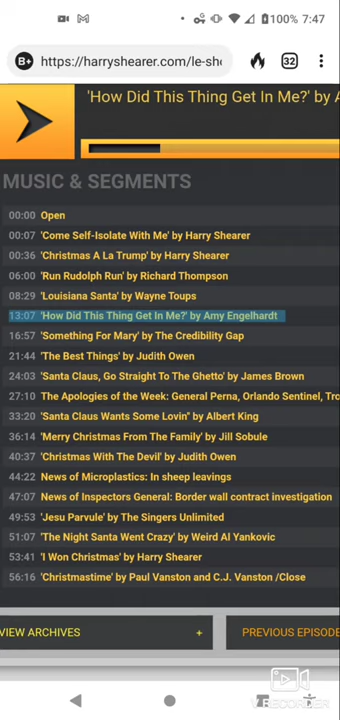 100% 7:47
B+ https://harryshearer.com/le-sho 32
'How Did This Thing Get In Me?' by A
MUSIC & SEGMENTS
00:00 Open
00:07 'Come Self-Isolate With Me' by Harry Shearer
00:36 'Christmas A La Trump' by Harry Shearer
06:00 'Run Rudolph Run' by Richard Thompson
08:29 'Louisiana Santa' by Wayne Toups
13:07 'How Did This Thing Get In Me?' by Amy Engelhardt
16:57 'Something For Mary' by The Credibility Gap
21:44 'The Best Things' by Judith Owen
24:03 'Santa Claus, Go Straight To The Ghetto' by James Brown
27:10 The Apologies of the Week: General Perna, Orlando Sentinel, Tro
33:20 'Santa Claus Wants Some Lovin'' by Albert King
36:14 'Merry Christmas From The Family' by Jill Sobule
40:37 'Christmas With The Devil' by Judith Owen
44:22 News of Microplastics: In sheep leavings
47:07 News of Inspectors General: Border wall contract investigation
49:53 'Jesu Parvule' by The Singers Unlimited
51:07 'The Night Santa Went Crazy' by Weird Al Yankovic
53:41 'I Won Christmas' by Harry Shearer
56:16 'Christmastime' by Paul Vanston and C.J. Vanston /Close
VIEW ARCHIVES + PREVIOUS EPISODE
V RECORDER